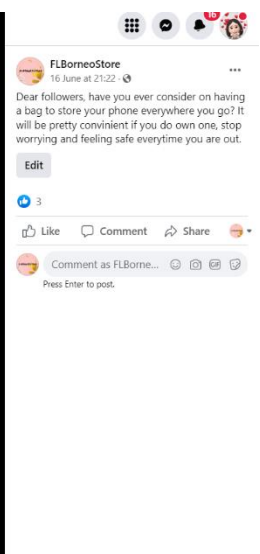 16
FLBorneoStore
16 June at 21:22 ·
Dear followers, have you ever consider on having
a bag to store your phone everywhere you go? It
will be pretty convinient if you do own one, stop
worrying and feeling safe everytime you are out.
Edit
3
Like Comment Share
Comment as FLBorne... GIF
Press Enter to post.